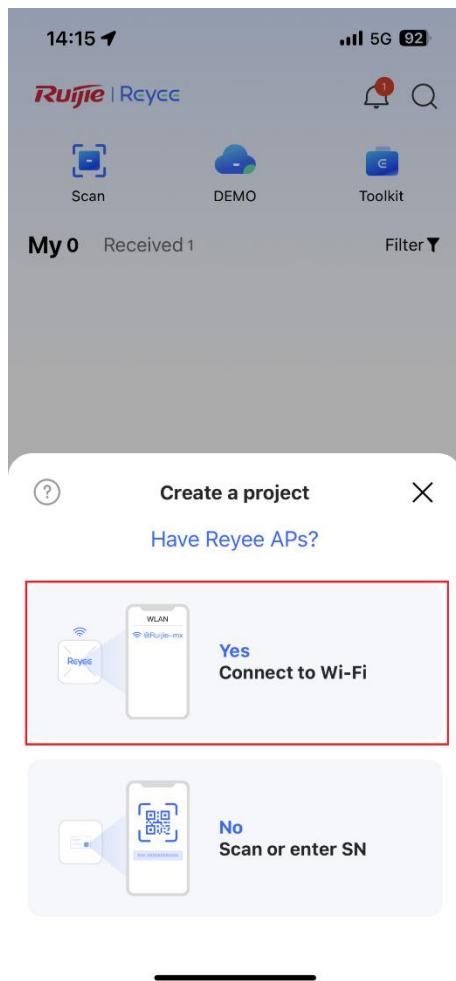 14:15 5G 92
Ruijie | Reyee 1
Scan DEMO Toolkit
My 0 Received 1 Filter
? Create a project
Have Reyee APs?
WLAN
@Ruijie-mx
Reyee
Yes
Connect to Wi-Fi
No
Scan or enter SN